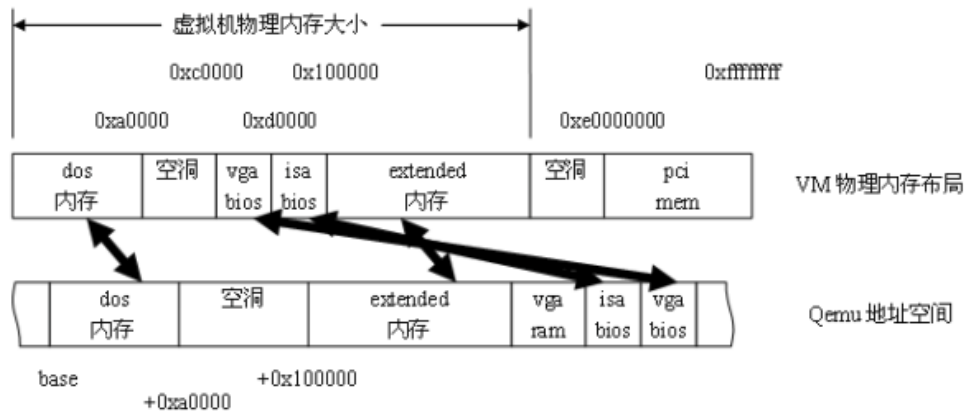 虚拟机物理内存大小
0xc0000 0x100000 0xffffffff
0xa0000 0xd0000 0xe0000000
dos 空洞 vga isa extended 空洞 pci
内存 bios bios 内存 mem
VM 物理内存布局
dos 空洞 extended vga isa vga
内存 内存 ram bios bios
Qemu 地址空间
base +0x100000
+0xa0000